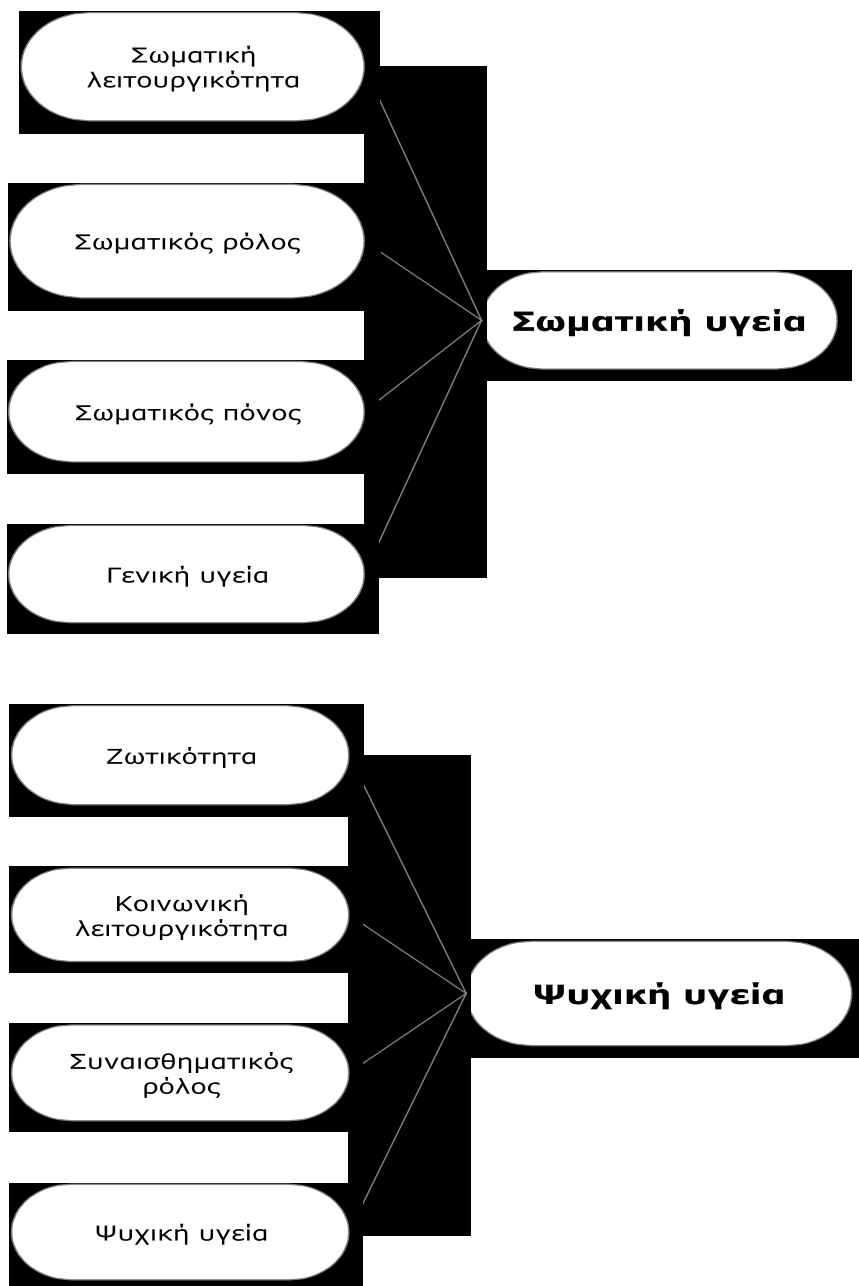 Σωματική
λειτουργικότητα
Σωματικός ρόλος
Σωματικός πόνος
Γενική υγεία
Σωματική υγεία
Ζωτικότητα
Κοινωνική
λειτουργικότητα
Συναισθηματικός
ρόλος
Ψυχική υγεία
Ψυχική υγεία